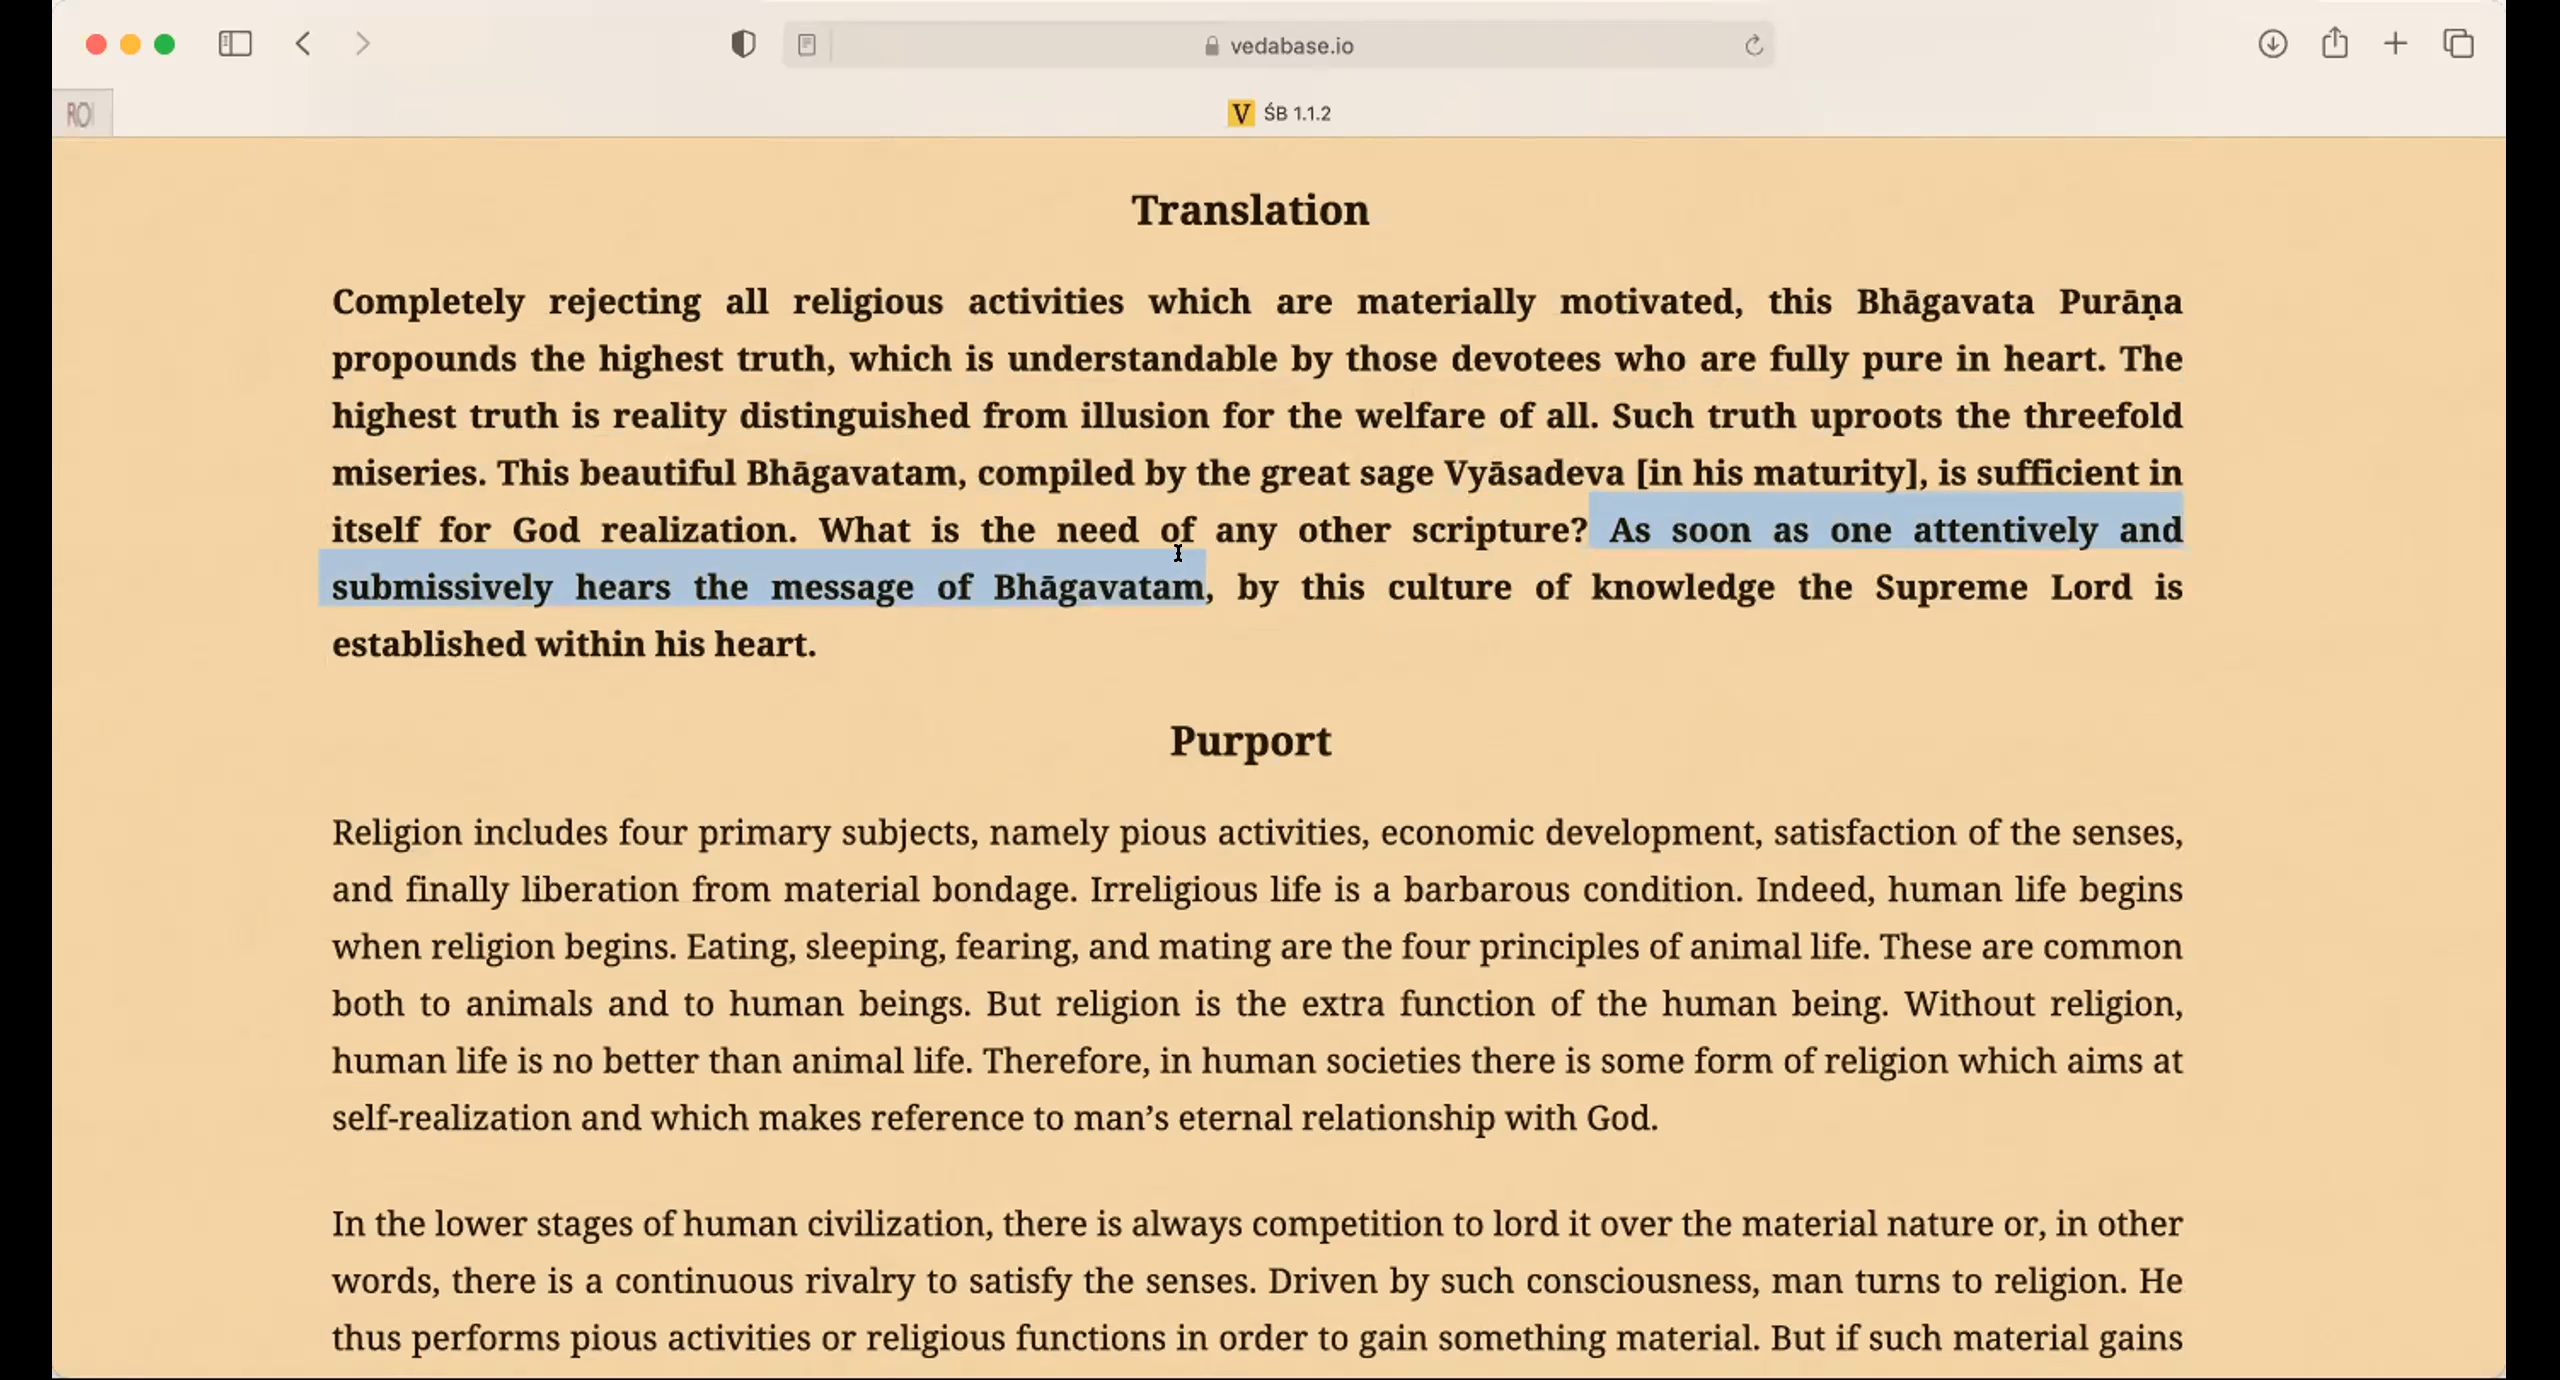 vedabase.io
ROI
V ŚB 1.1.2
Translation
Completely rejecting all religious activities which are materially motivated, this Bhāgavata Purāṇa
propounds the highest truth, which is understandable by those devotees who are fully pure in heart. The
highest truth is reality distinguished from illusion for the welfare of all. Such truth uproots the threefold
miseries. This beautiful Bhāgavatam, compiled by the great sage Vyāsadeva [in his maturity], is sufficient in
itself for God realization. What is the need of any other scripture? As soon as one attentively and
submissively hears the message of Bhāgavatam, by this culture of knowledge the Supreme Lord is
established within his heart.
Purport
Religion includes four primary subjects, namely pious activities, economic development, satisfaction of the senses,
and finally liberation from material bondage. Irreligious life is a barbarous condition. Indeed, human life begins
when religion begins. Eating, sleeping, fearing, and mating are the four principles of animal life. These are common
both to animals and to human beings. But religion is the extra function of the human being. Without religion,
human life is no better than animal life. Therefore, in human societies there is some form of religion which aims at
self-realization and which makes reference to man’s eternal relationship with God.
In the lower stages of human civilization, there is always competition to lord it over the material nature or, in other
words, there is a continuous rivalry to satisfy the senses. Driven by such consciousness, man turns to religion. He
thus performs pious activities or religious functions in order to gain something material. But if such material gains